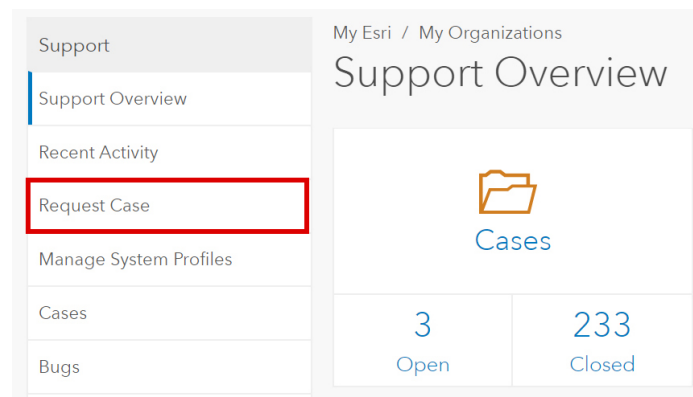 Support
Support Overview
Recent Activity
Request Case
Manage System Profiles
Cases
Bugs
My Esri / My Organizations
Support Overview
Cases
3
Open
233
Closed